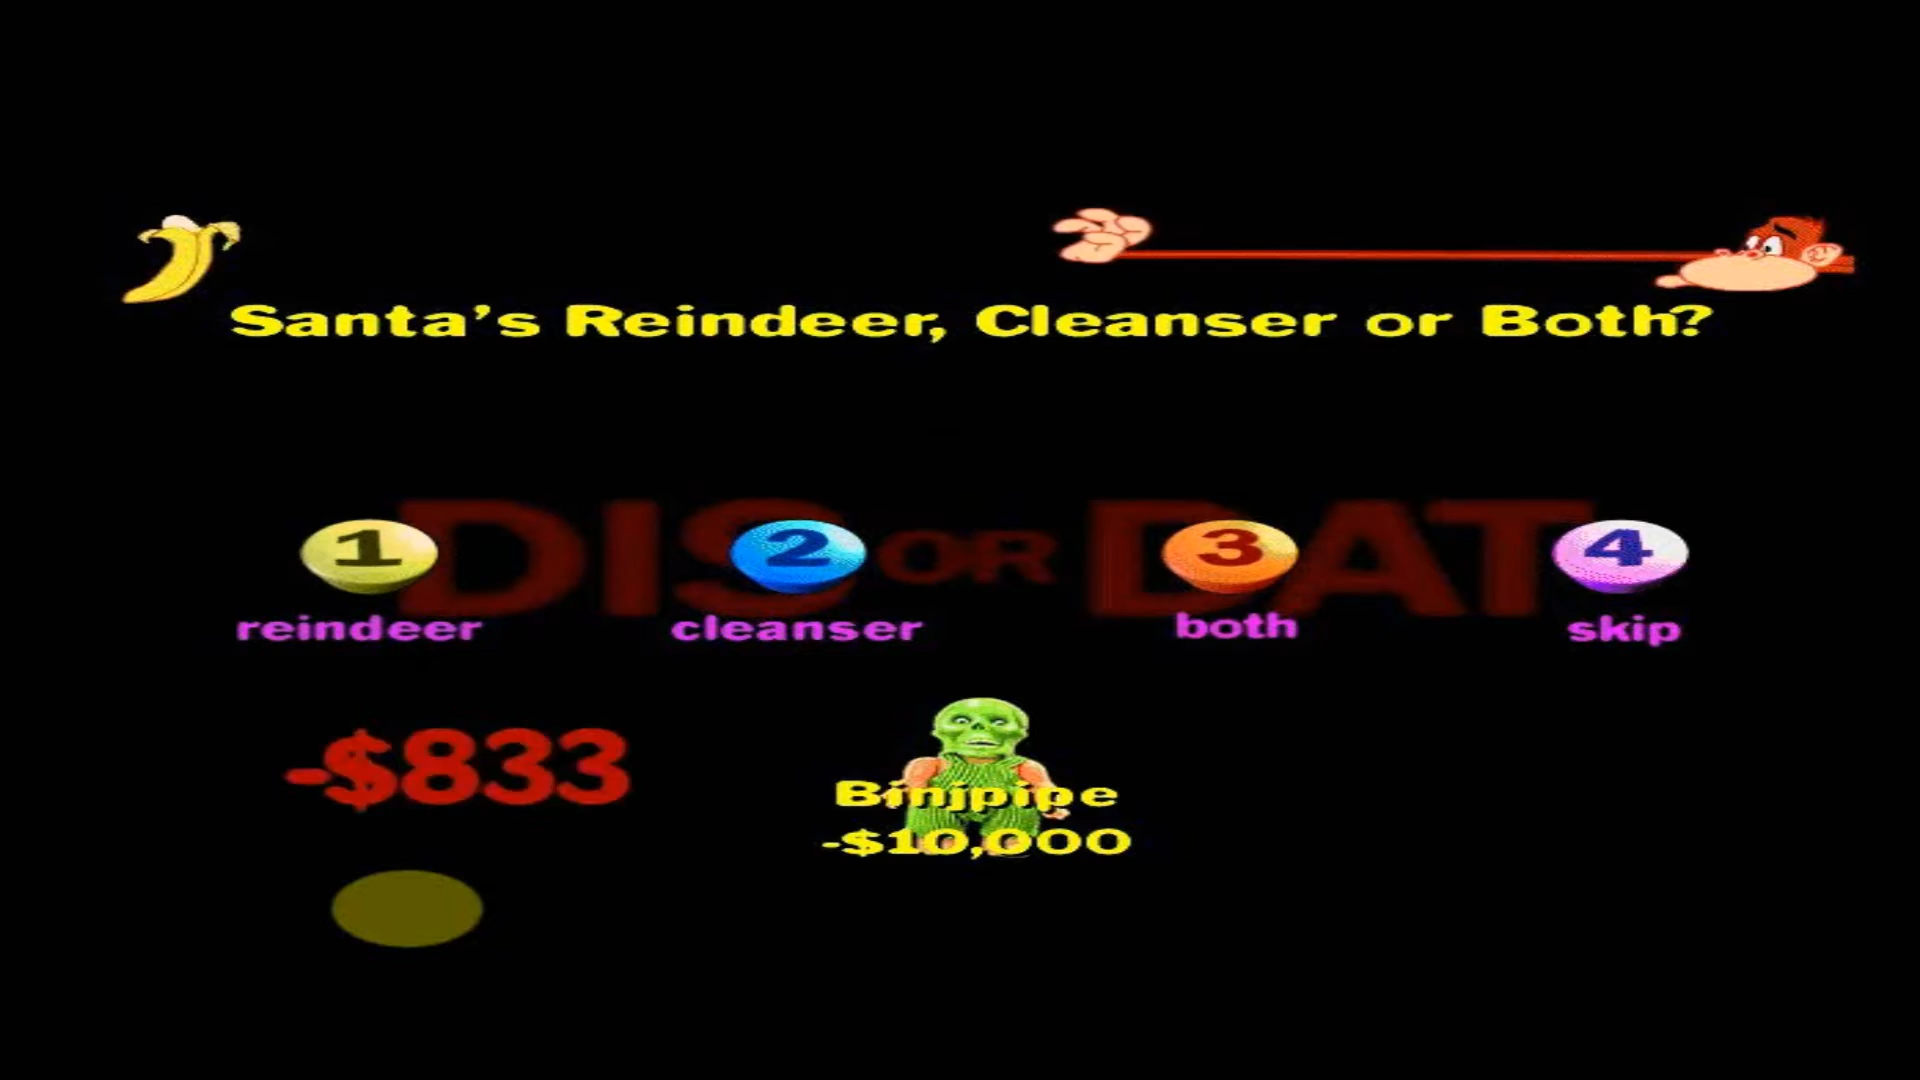 Santa's Reindeer, Cleanser or Both?
DIS OR DAT
1 2 3 4
reindeer cleanser both skip
-$833
Binjpipe
-$10,000